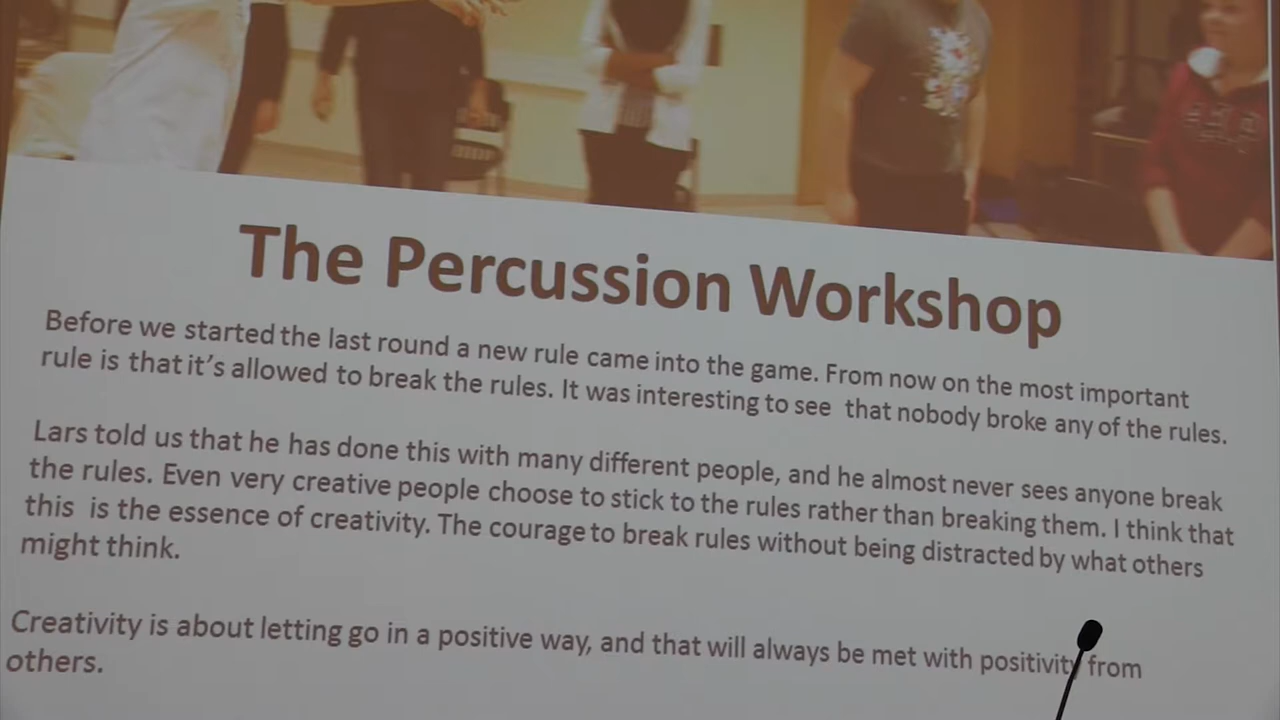 The Percussion Workshop
Before we started the last round a new rule came into the game. From now on the most important
rule is that it's allowed to break the rules. It was interesting to see that nobody broke any of the rules.
Lars told us that he has done this with many different people, and he almost never sees anyone break
the rules. Even very creative people choose to stick to the rules rather than breaking them. I think that
this is the essence of creativity. The courage to break rules without being distracted by what others
might think.
Creativity is about letting go in a positive way, and that will always be met with positivity from
others.